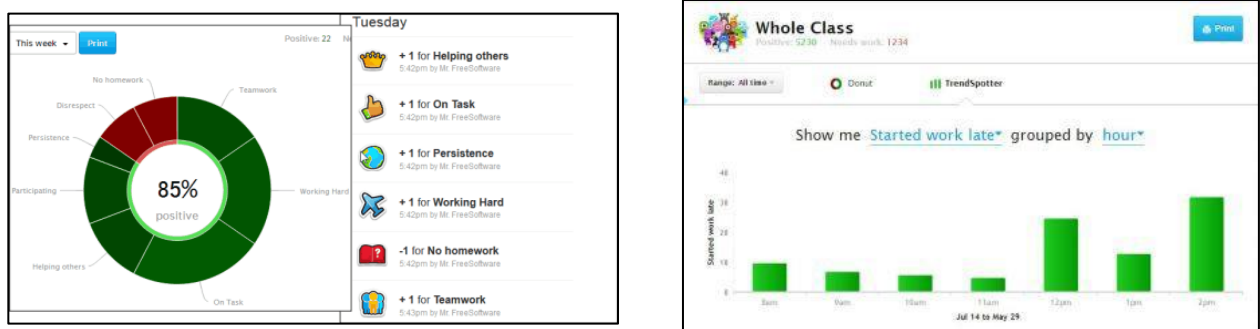 This week
Print
Positive: 22
No homework
Teamwork
Disrespect
Persistence
Participating
Working Hard
85%
positive
Helping others
On Task
Tuesday
+ 1 for Helping others
5:42pm by Mr. FreeSoftware
+ 1 for On Task
5:42pm by Mr. FreeSoftware
+ 1 for Persistence
5:42pm by Mr. FreeSoftware
+ 1 for Working Hard
5:42pm by Mr. FreeSoftware
-1 for No homework
5:42pm by Mr. FreeSoftware
+ 1 for Teamwork
5:43pm by Mr. FreeSoftware
Whole Class
Positive: 5230 Needs work: 1234
Print
Range: All time
Donut
TrendSpotter
Show me Started work late grouped by hour
Started work late
40
30
20
10
0
8am 9am 10am 11am 12pm 1pm 2pm
Jul 14 to May 29